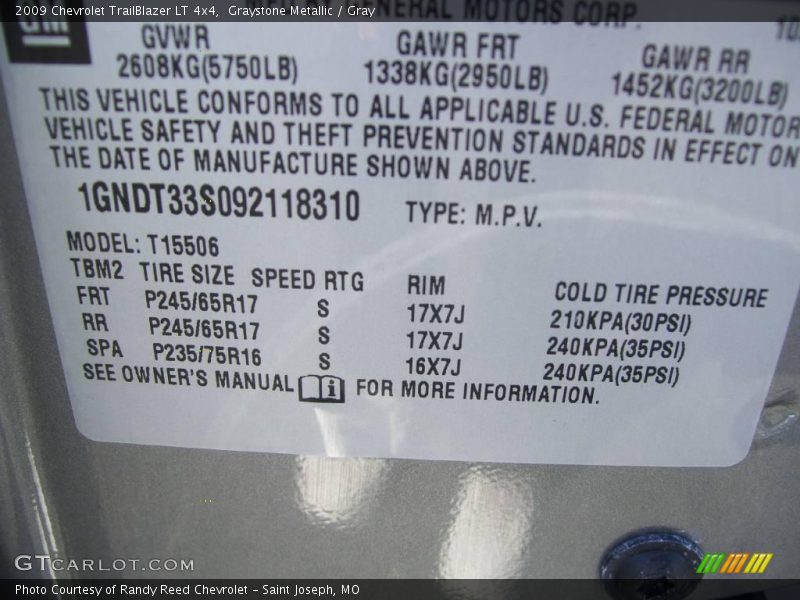 2009 Chevrolet TrailBlazer LT 4x4,  Graystone Metallic / Gray
GENERAL MOTORS CORP.
GVWR GAWR FRT GAWR RR
2608KG(5750LB) 1338KG(2950LB) 1452KG(3200LB)
THIS VEHICLE CONFORMS TO ALL APPLICABLE U.S. FEDERAL MOTOR
VEHICLE SAFETY AND THEFT PREVENTION STANDARDS IN EFFECT ON
THE DATE OF MANUFACTURE SHOWN ABOVE.
1GNDT33S092118310 TYPE: M.P.V.
MODEL: T15506
TBM2 TIRE SIZE SPEED RTG RIM COLD TIRE PRESSURE
FRT P245/65R17 S 17X7J 210KPA(30PSI)
RR P245/65R17 S 17X7J 240KPA(35PSI)
SPA P235/75R16 S 16X7J 240KPA(35PSI)
SEE OWNER'S MANUAL i FOR MORE INFORMATION.
GTCARLOT.COM
Photo Courtesy of Randy Reed Chevrolet - Saint Joseph, MO